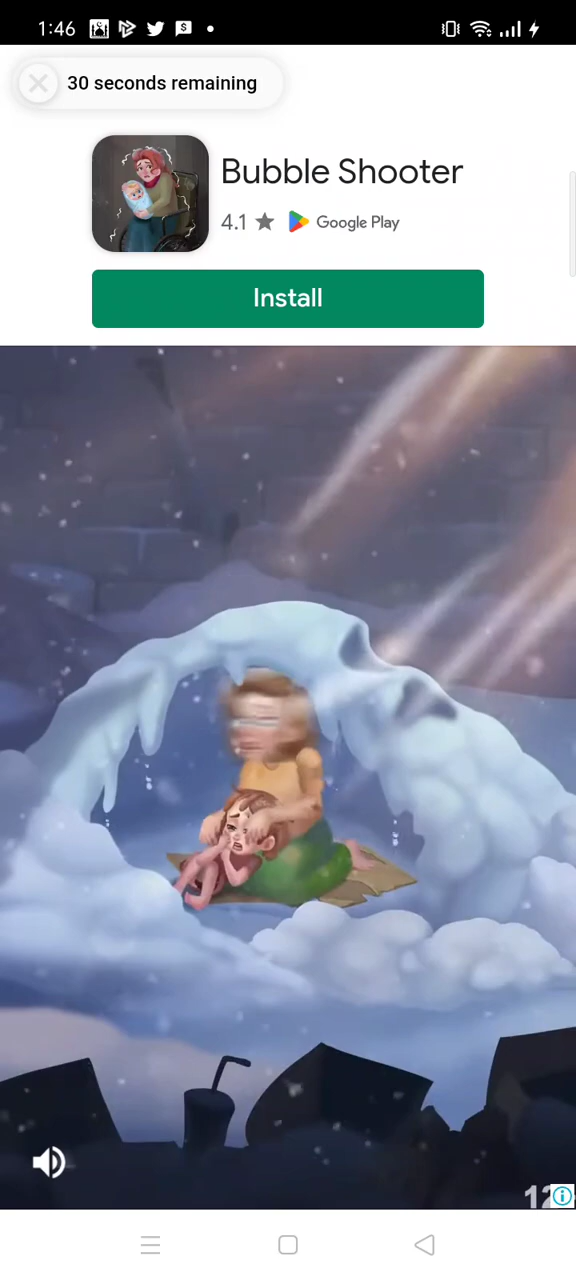 1:46
30 seconds remaining
Bubble Shooter
4.1 ★ Google Play
Install